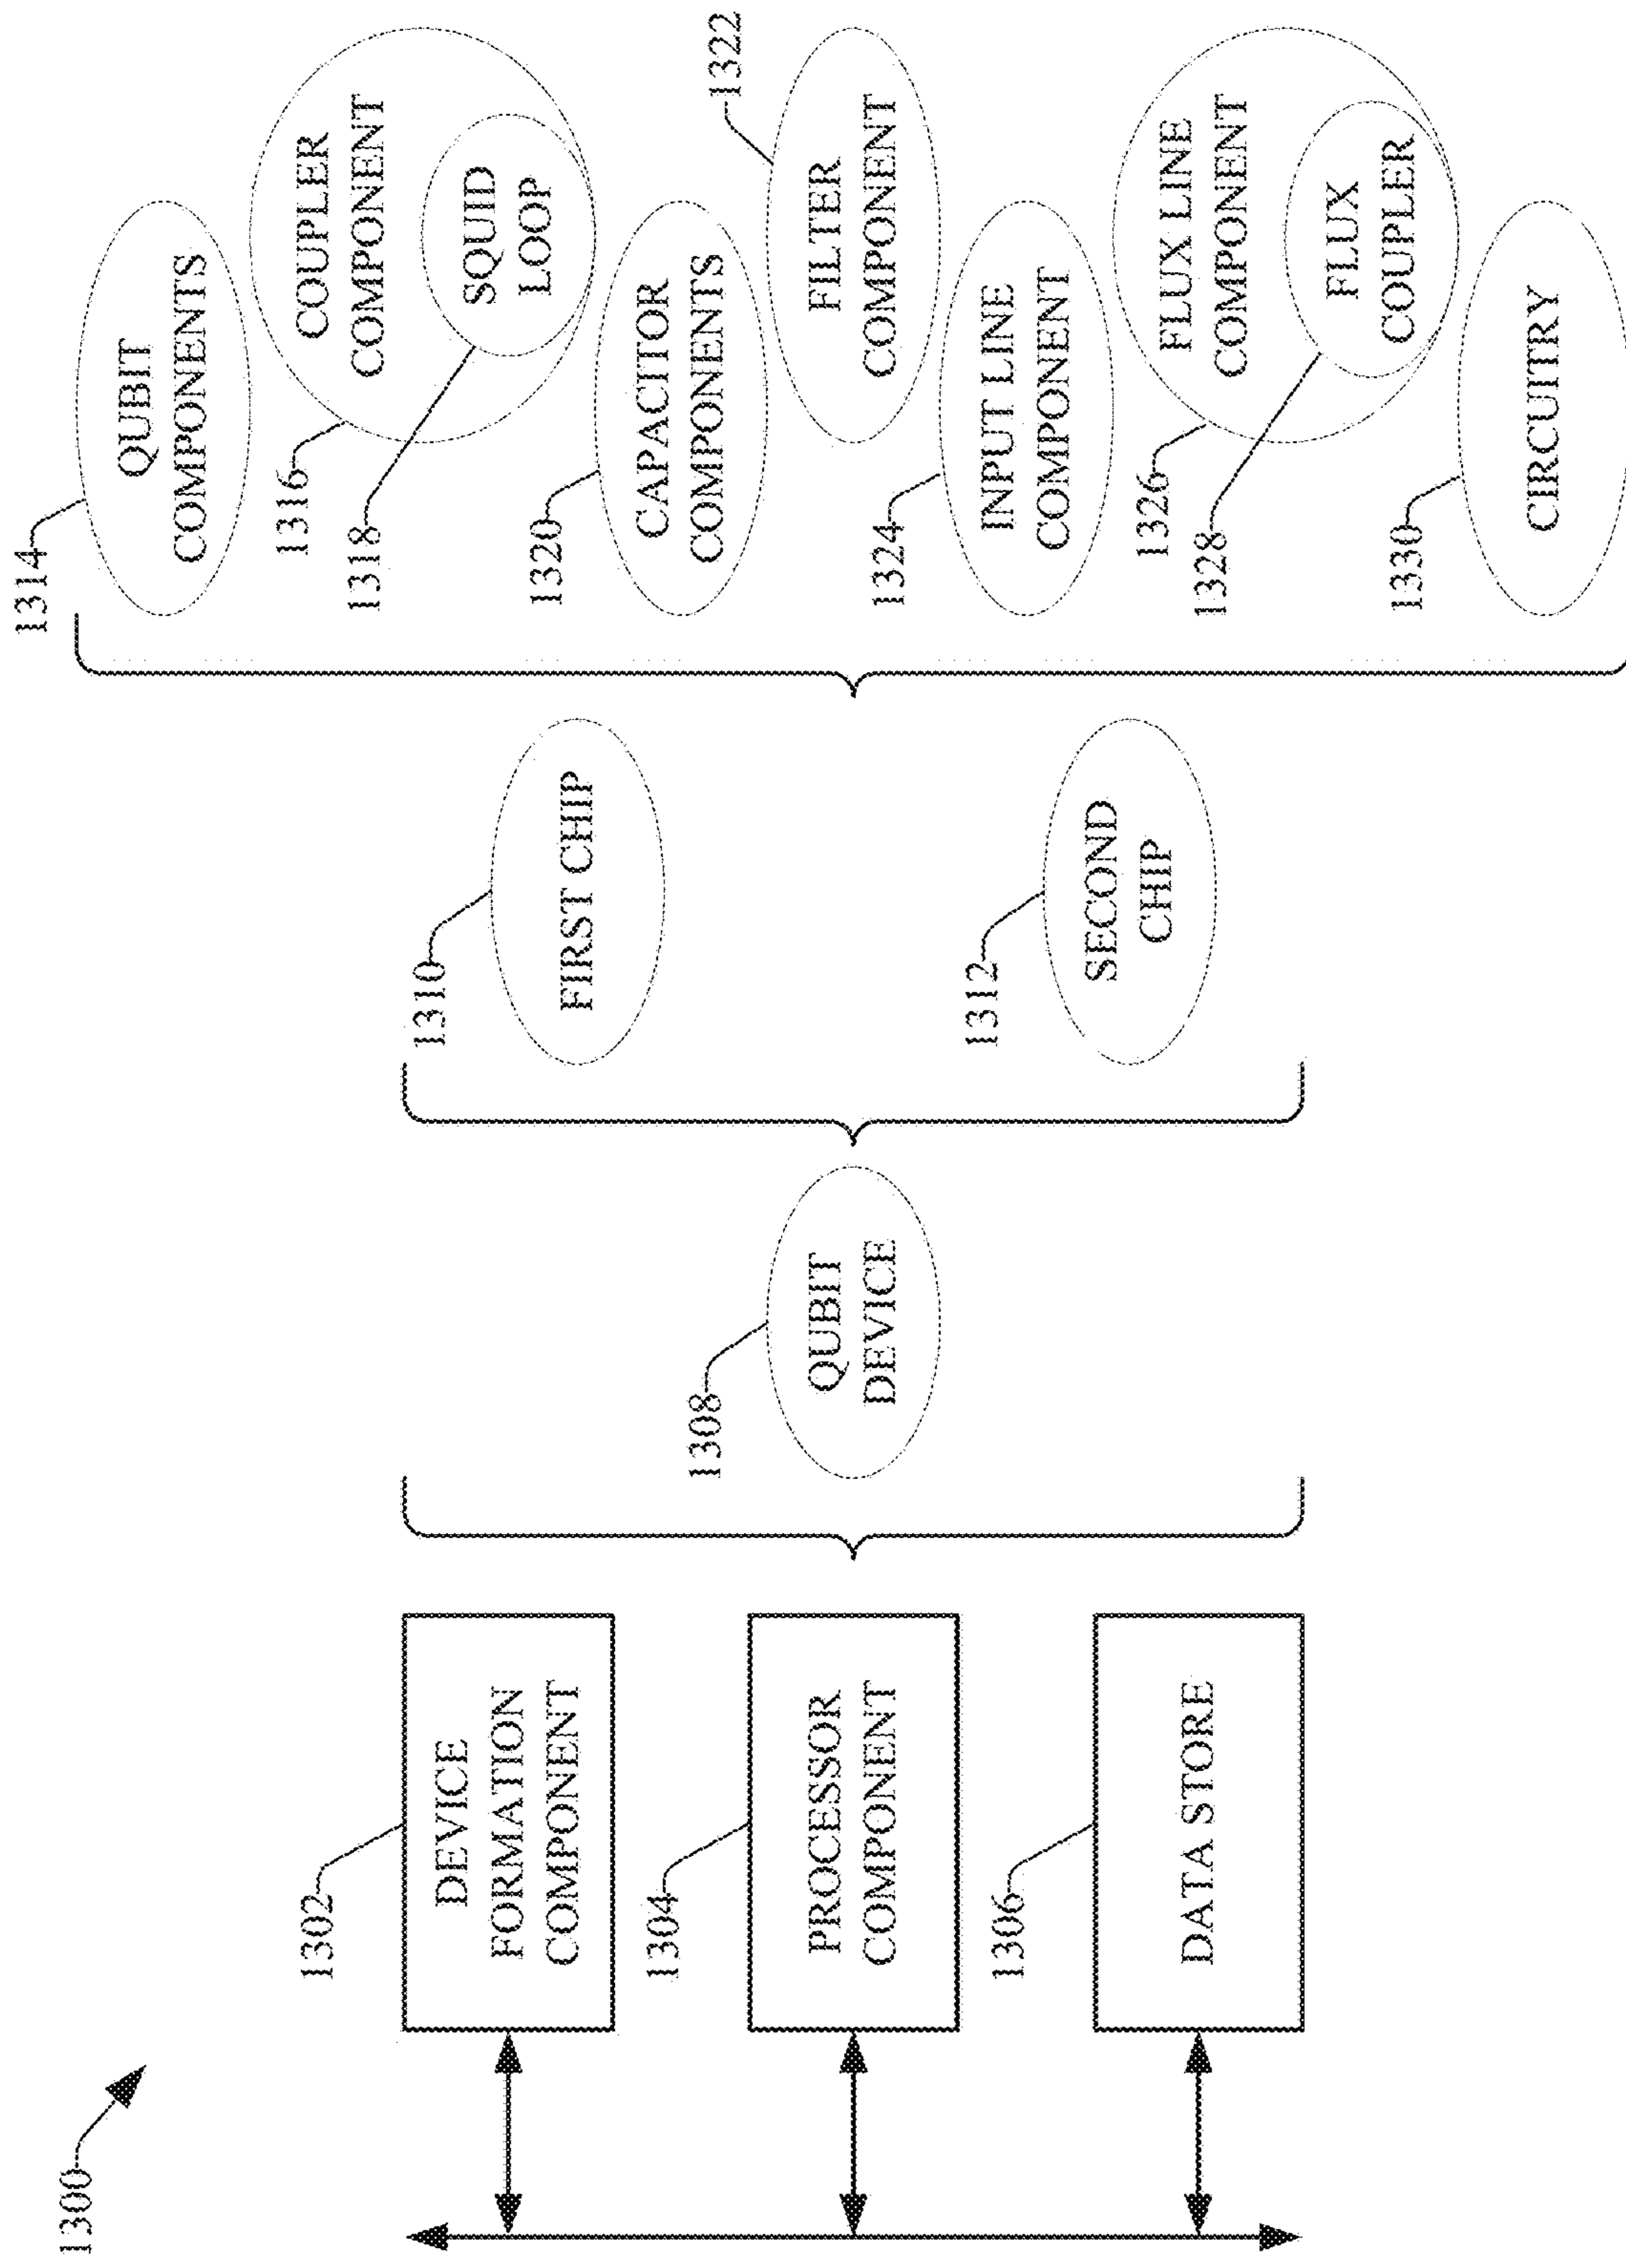 1300
1302
DEVICE
FORMATION
COMPONENT
1304
PROCESSOR
COMPONENT
1306
DATA STORE
1308
QUBIT
DEVICE
1310
FIRST CHIP
1312
SECOND
CHIP
1314
QUBIT
COMPONENTS
1316
COUPLER
COMPONENT
1318
SQUID
LOOP
1320
CAPACITOR
COMPONENTS
1322
FILTER
COMPONENT
1324
INPUT LINE
COMPONENT
1326
FLUX LINE
COMPONENT
1328
FLUX
COUPLER
1330
CIRCUITRY